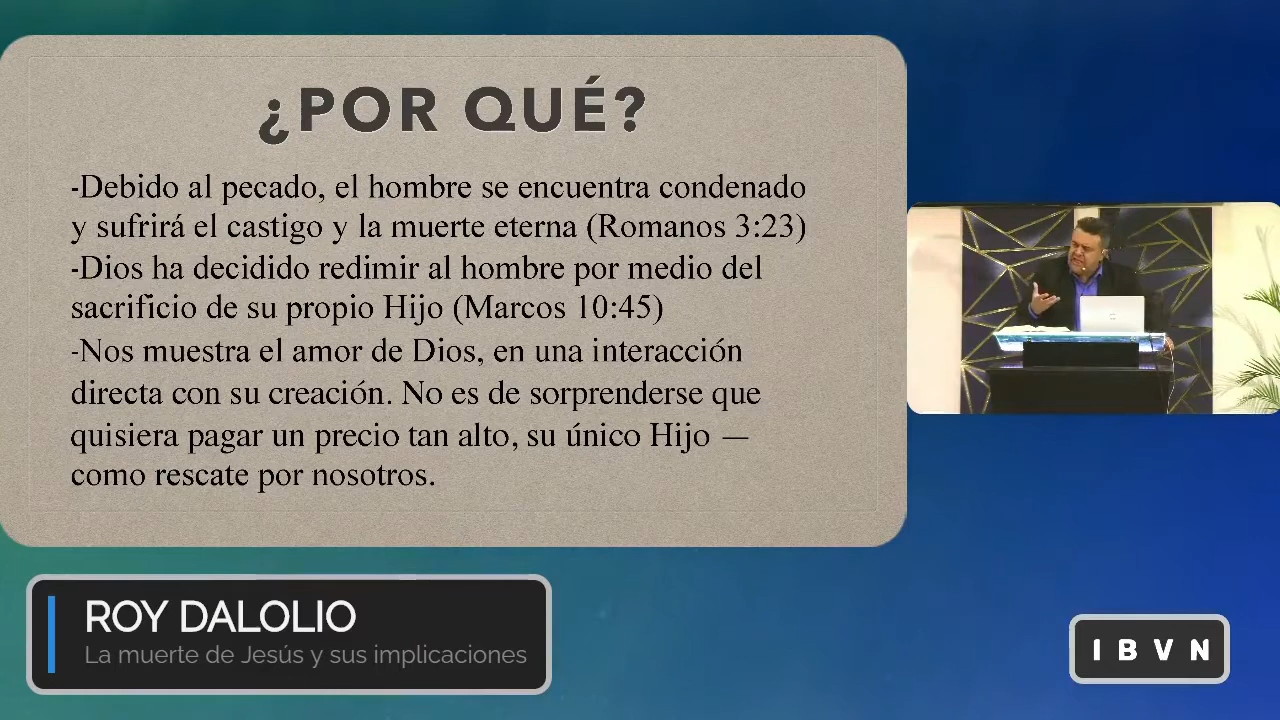 ¿POR QUÉ?
-Debido al pecado, el hombre se encuentra condenado
y sufrirá el castigo y la muerte eterna (Romanos 3:23)
-Dios ha decidido redimir al hombre por medio del
sacrificio de su propio Hijo (Marcos 10:45)
-Nos muestra el amor de Dios, en una interacción
directa con su creación. No es de sorprenderse que
quisiera pagar un precio tan alto, su único Hijo —
como rescate por nosotros.
ROY DALOLIO
La muerte de Jesús y sus implicaciones
IBVN